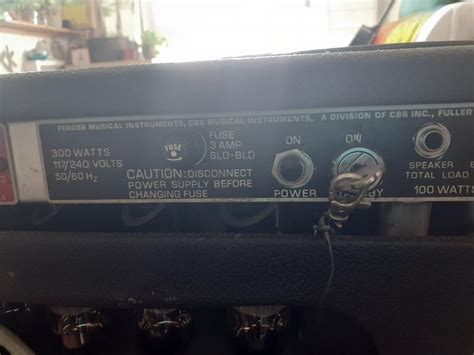 FENDER MUSICAL INSTRUMENTS, CBS MUSICAL INSTRUMENTS, A DIVISION OF CBS INC., FULLER
300 WATTS
117/240 VOLTS
50/60 HZ
FUSE
FUSE
3 AMP
SLO-BLD
CAUTION: DISCONNECT
POWER SUPPLY BEFORE
CHANGING FUSE
ON
POWER
ON
BY
SPEAKER
TOTAL LOAD
100 WATTS